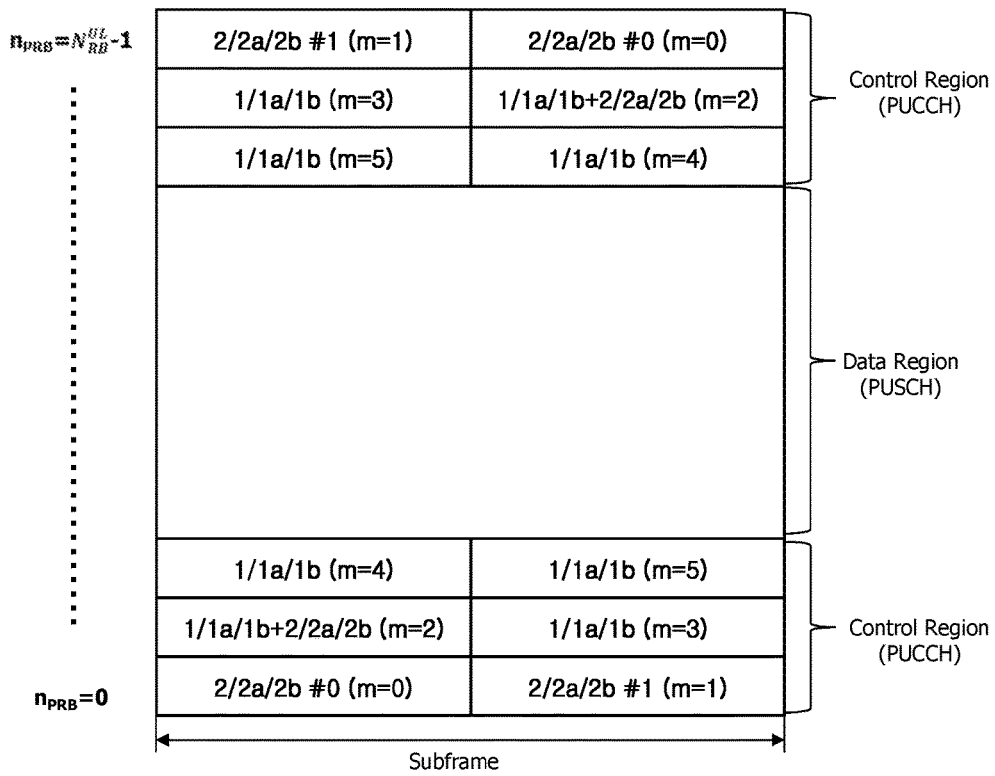 n_PRB=N_RB^UL-1
2/2a/2b #1 (m=1) 2/2a/2b #0 (m=0)
1/1a/1b (m=3) 1/1a/1b+2/2a/2b (m=2)
1/1a/1b (m=5) 1/1a/1b (m=4)
Control Region
(PUCCH)
Data Region
(PUSCH)
1/1a/1b (m=4) 1/1a/1b (m=5)
1/1a/1b+2/2a/2b (m=2) 1/1a/1b (m=3)
2/2a/2b #0 (m=0) 2/2a/2b #1 (m=1)
Control Region
(PUCCH)
n_PRB=0
Subframe